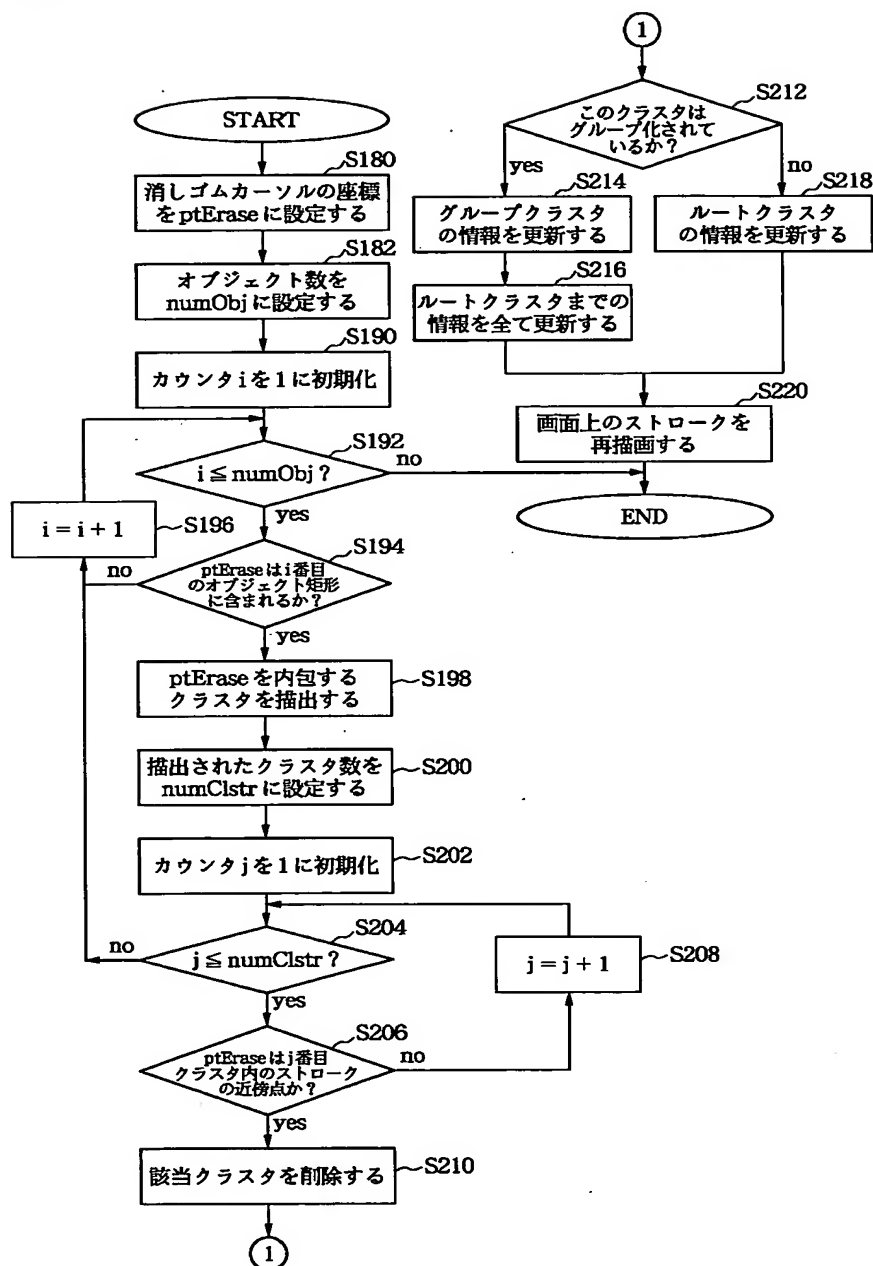 START
S180
消しゴムカーソルの座標
をptEraseに設定する
S182
オブジェクト数を
numObjに設定する
S190
カウンタiを1に初期化
S192
i≦numObj?
no
yes
i=i+1
S196
S194
ptEraseはi番目
のオブジェクト矩形
に含まれるか?
no
yes
ptEraseを内包する
クラスタを描出する
S198
描出されたクラスタ数を
numClstrに設定する
S200
カウンタjを1に初期化
S202
S204
j≦numClstr?
no
yes
j=j+1
S208
S206
ptEraseはj番目
クラスタ内のストローク
の近傍点か?
no
yes
該当クラスタを削除する
S210
1
1
S212
このクラスタは
グループ化されて
いるか?
yes
no
S214
グループクラスタ
の情報を更新する
S218
ルートクラスタ
の情報を更新する
S216
ルートクラスタまでの
情報を全て更新する
S220
画面上のストロークを
再描画する
END